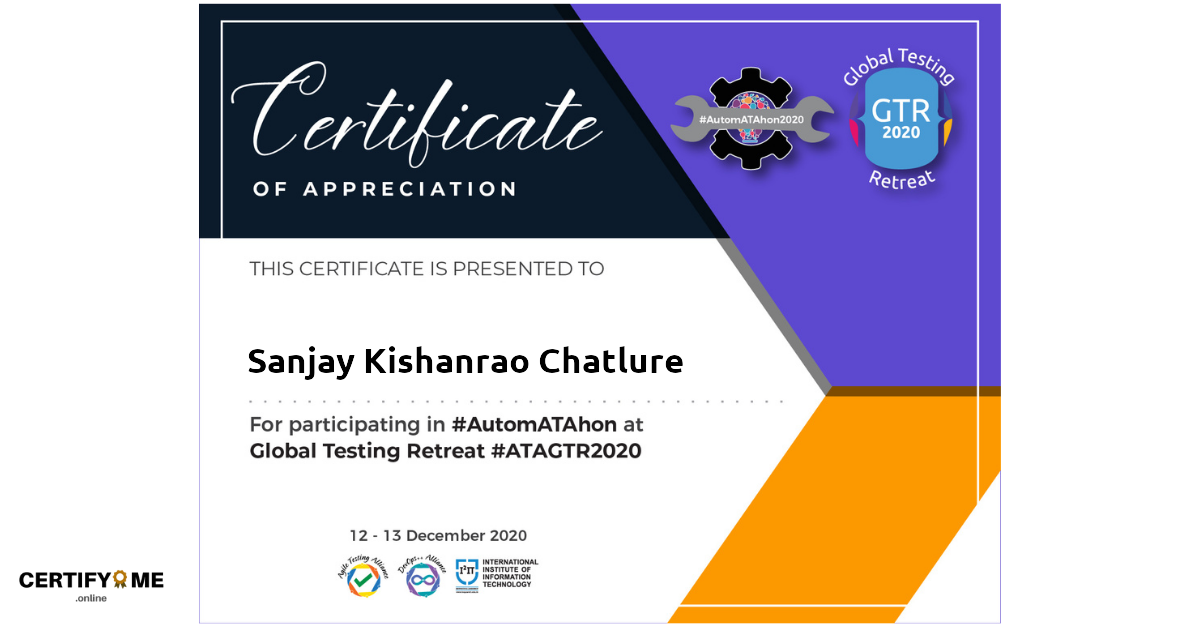 Certificate
OF APPRECIATION
#AutomATAhon2020
Global Testing
GTR
2020
Retreat
THIS CERTIFICATE IS PRESENTED TO
Sanjay Kishanrao Chatlure
For participating in #AutomATAhon at
Global Testing Retreat #ATAGTR2020
12 - 13 December 2020
Agile Testing Alliance
DevOps++ Alliance
I²IT
INTERNATIONAL
INSTITUTE OF
INFORMATION
TECHNOLOGY
CERTIFY ME
.online